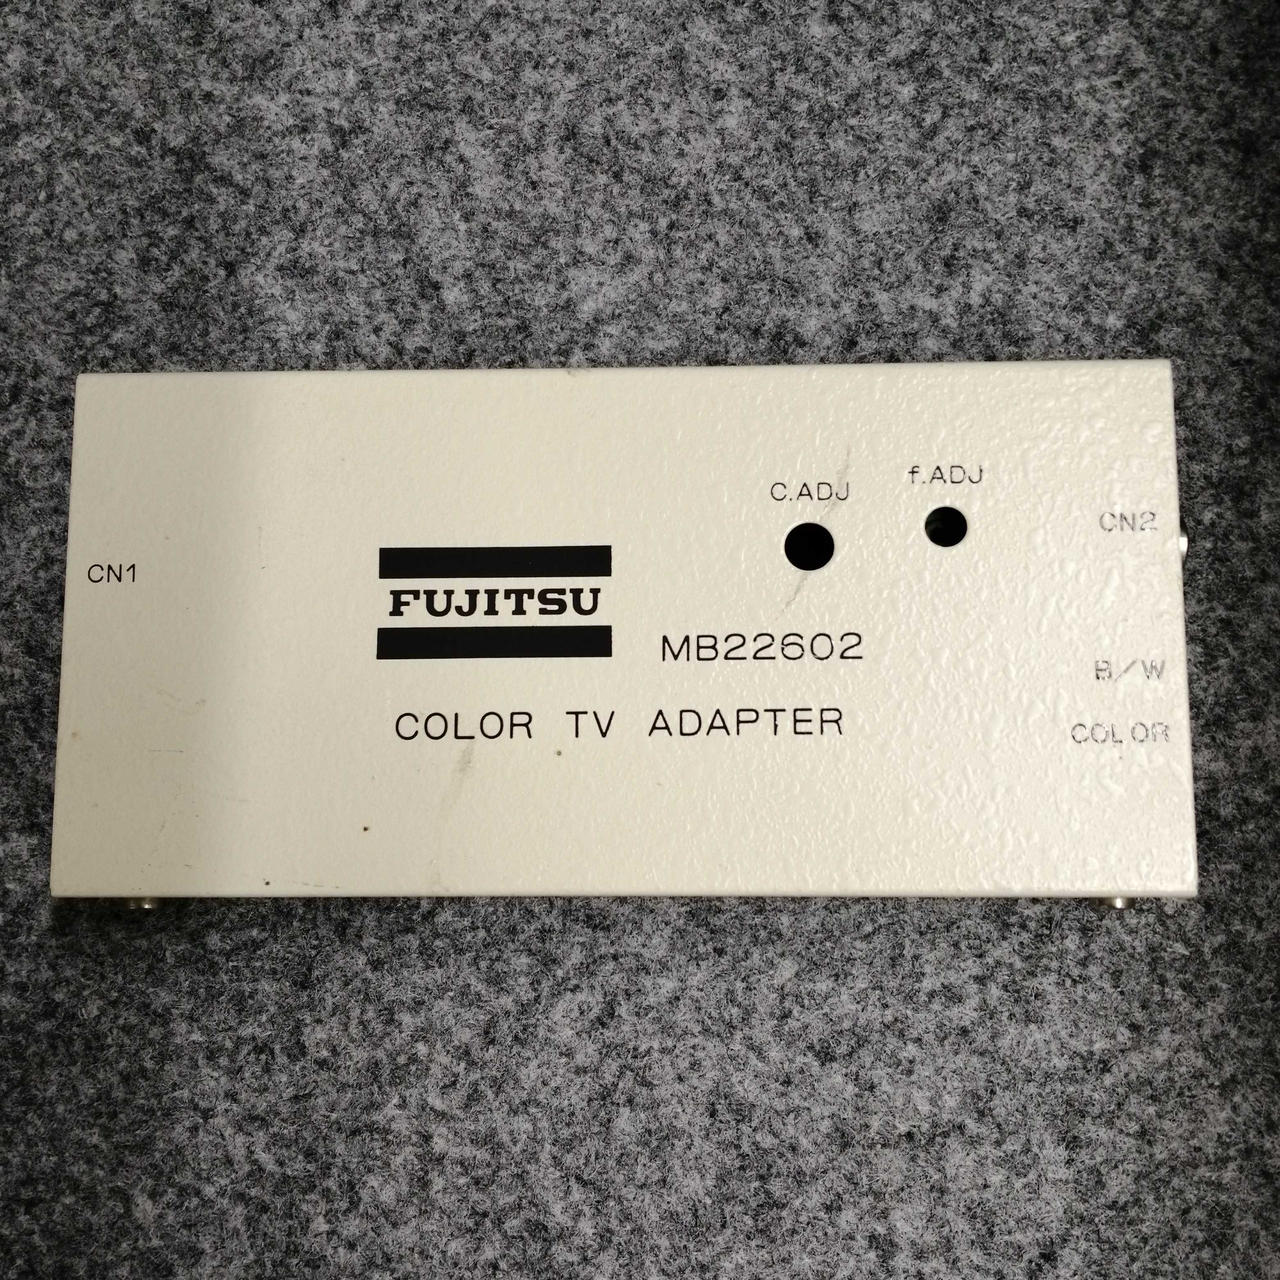 C.ADJ
f.ADJ
CN2
CN1
FUJITSU
MB22602
B/W
COLOR TV ADAPTER
COLOR